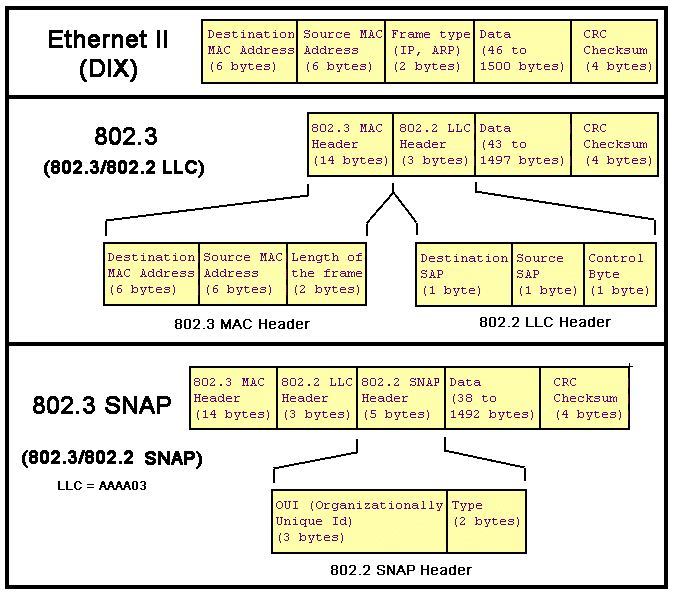 Ethernet II
(DIX)
Destination
MAC Address
(6 bytes)
Source MAC
Address
(6 bytes)
Frame type
(IP, ARP)
(2 bytes)
Data
(46 to
1500 bytes)
CRC
Checksum
(4 bytes)
802.3
(802.3/802.2 LLC)
802.3 MAC
Header
(14 bytes)
802.2 LLC
Header
(3 bytes)
Data
(43 to
1497 bytes)
CRC
Checksum
(4 bytes)
Destination
MAC Address
(6 bytes)
Source MAC
Address
(6 bytes)
Length of
the frame
(2 bytes)
802.3 MAC Header
Destination
SAP
(1 byte)
Source
SAP
(1 byte)
Control
Byte
(1 byte)
802.2 LLC Header
802.3 SNAP
(802.3/802.2 SNAP)
LLC = AAAA03
802.3 MAC
Header
(14 bytes)
802.2 LLC
Header
(3 bytes)
802.2 SNAP
Header
(5 bytes)
Data
(38 to
1492 bytes)
CRC
Checksum
(4 bytes)
OUI (Organizationally
Unique Id)
(3 bytes)
Type
(2 bytes)
802.2 SNAP Header